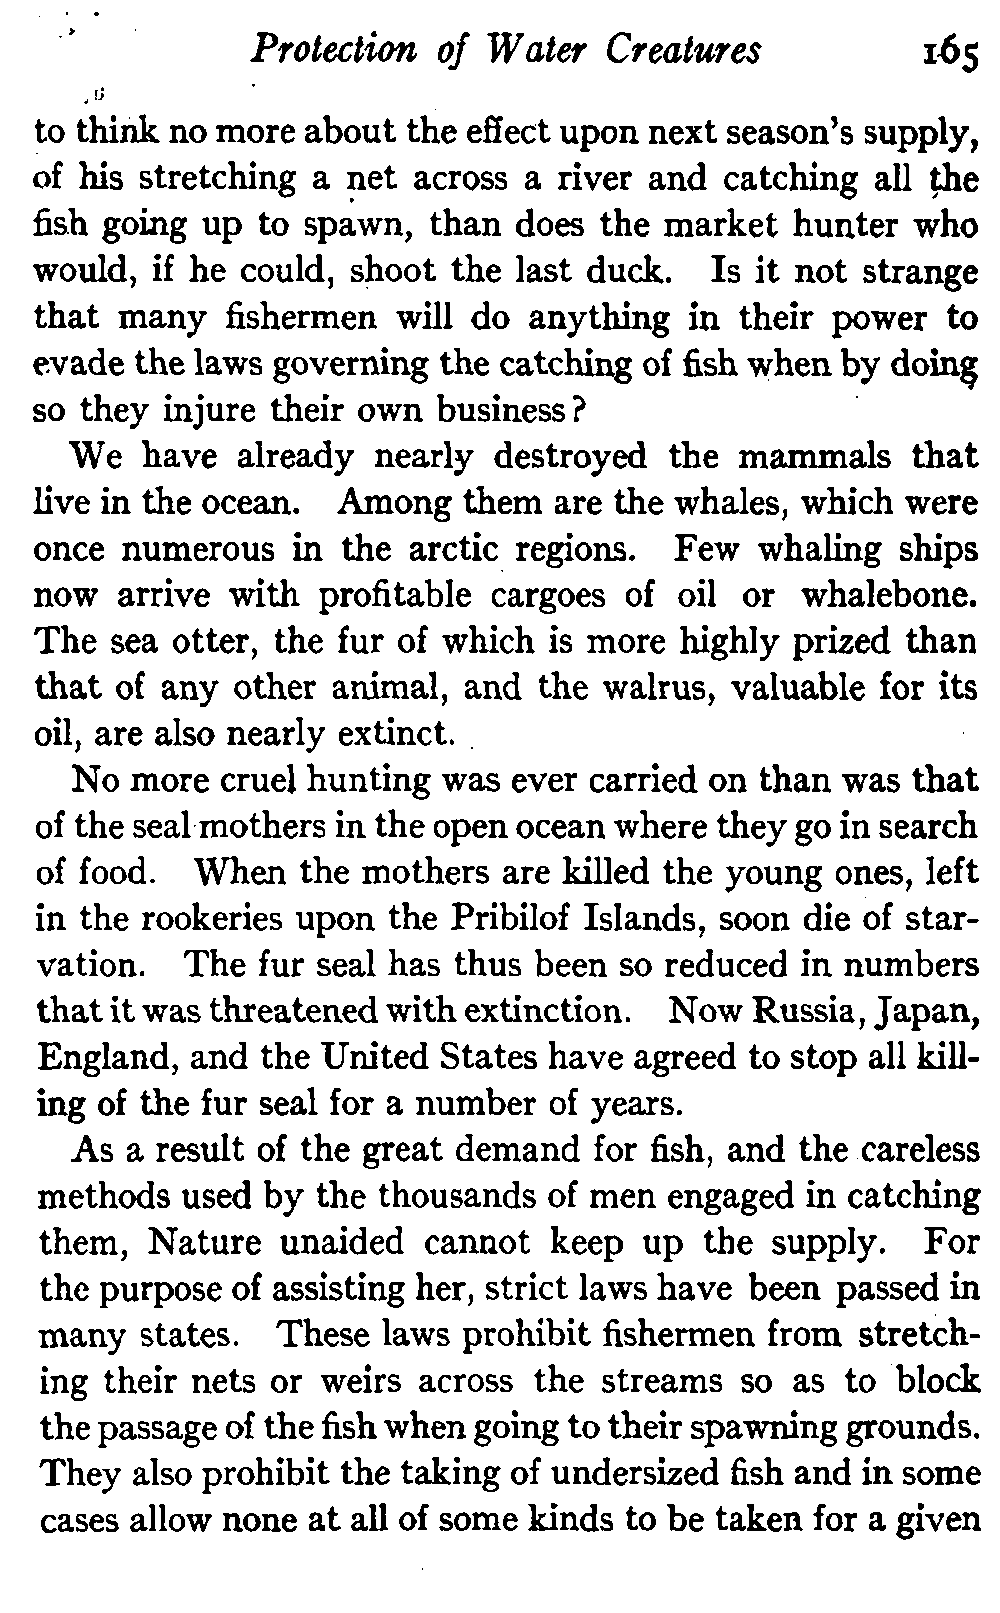 Protection of Water Creatures 165
to think no more about the effect upon next season's supply,
of his stretching a net across a river and catching all the
fish going up to spawn, than does the market hunter who
would, if he could, shoot the last duck. Is it not strange
that many fishermen will do anything in their power to
evade the laws governing the catching of fish when by doing
so they injure their own business?
We have already nearly destroyed the mammals that
live in the ocean. Among them are the whales, which were
once numerous in the arctic regions. Few whaling ships
now arrive with profitable cargoes of oil or whalebone.
The sea otter, the fur of which is more highly prized than
that of any other animal, and the walrus, valuable for its
oil, are also nearly extinct.
No more cruel hunting was ever carried on than was that
of the seal mothers in the open ocean where they go in search
of food. When the mothers are killed the young ones, left
in the rookeries upon the Pribilof Islands, soon die of star-
vation. The fur seal has thus been so reduced in numbers
that it was threatened with extinction. Now Russia, Japan,
England, and the United States have agreed to stop all kill-
ing of the fur seal for a number of years.
As a result of the great demand for fish, and the careless
methods used by the thousands of men engaged in catching
them, Nature unaided cannot keep up the supply. For
the purpose of assisting her, strict laws have been passed in
many states. These laws prohibit fishermen from stretch-
ing their nets or weirs across the streams so as to block
the passage of the fish when going to their spawning grounds.
They also prohibit the taking of undersized fish and in some
cases allow none at all of some kinds to be taken for a given